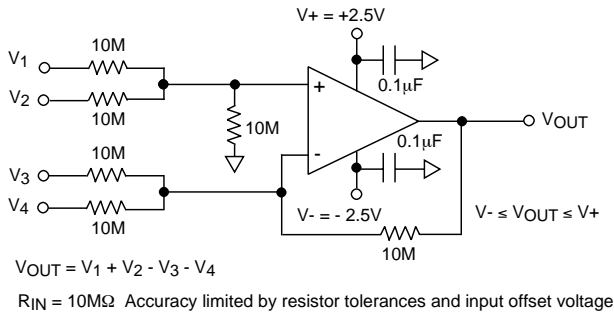 V+ = +2.5V
V1
10M
V2
10M
0.1µF
+
10M
-
VOUT
V3
10M
V4
10M
0.1µF
V- = - 2.5V
V- ≤ VOUT ≤ V+
10M
VOUT = V1 + V2 - V3 - V4
RIN = 10MΩ Accuracy limited by resistor tolerances and input offset voltage